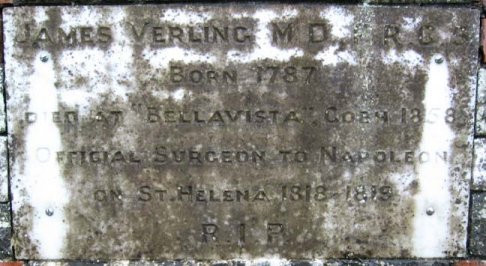 JAMES VERLING M.D. R.C.S
BORN 1787
DIED AT "BELLAVISTA", COBH 1858
OFFICIAL SURGEON TO NAPOLEON
ON ST. HELENA 1818-1819
R.I.P.